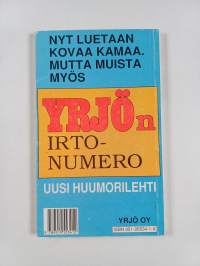 NYT LUETAAN
KOVAA KAMAA.
MUTTA MUISTA
MYÖS
YRJÖn
IRTO-
NUMERO
UUSI HUUMORILEHTI
YRJÖ OY